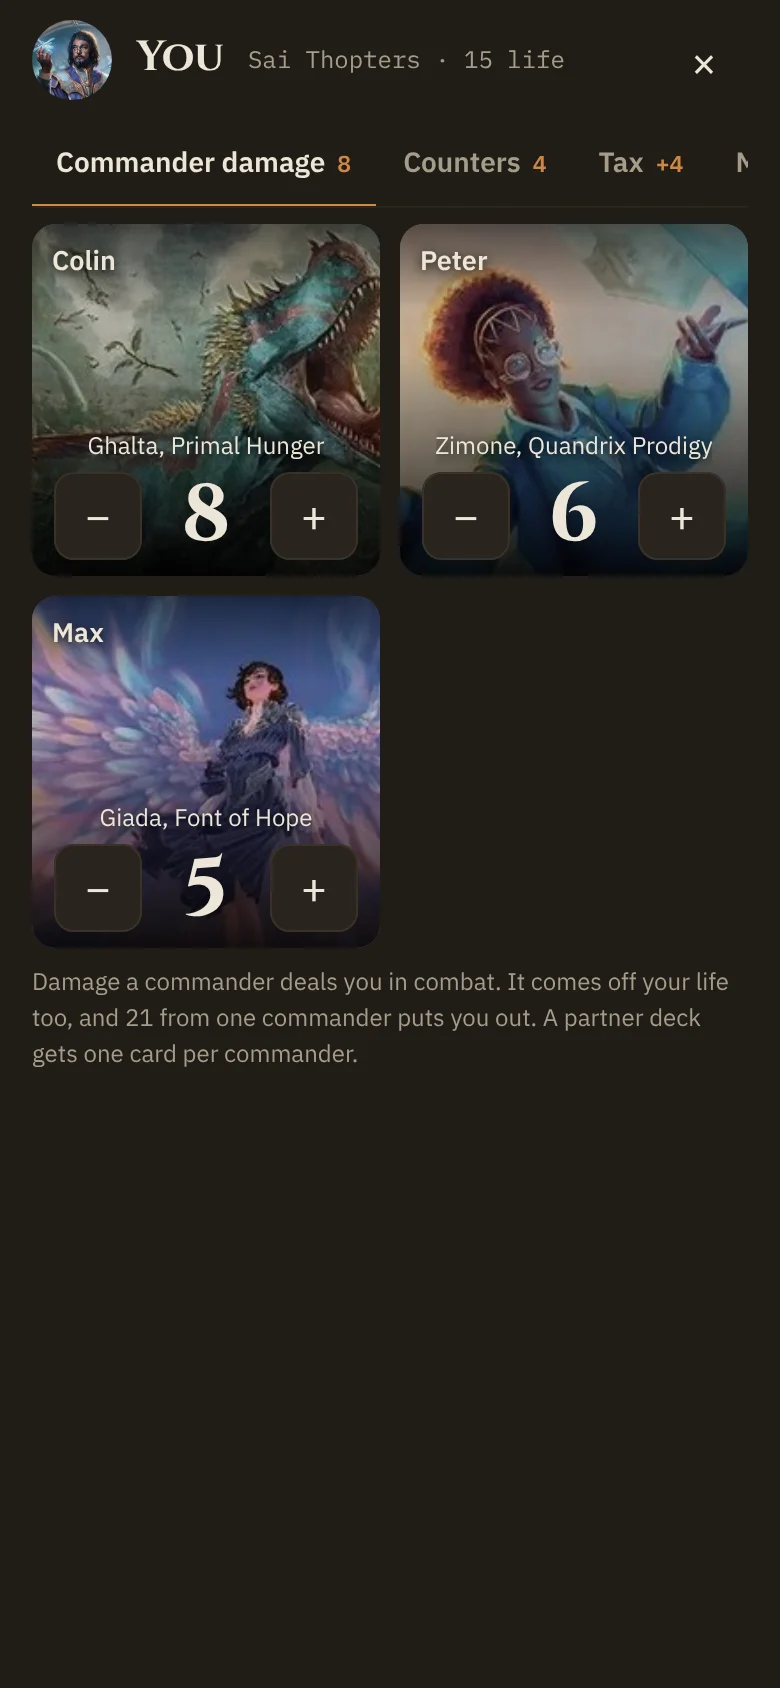 YOU Sai Thopters · 15 life ×
Commander damage 8 Counters 4 Tax +4
Colin
Peter
Ghalta, Primal Hunger
Zimone, Quandrix Prodigy
− 8 +
− 6 +
Max
Giada, Font of Hope
− 5 +
Damage a commander deals you in combat. It comes off your life
too, and 21 from one commander puts you out. A partner deck
gets one card per commander.